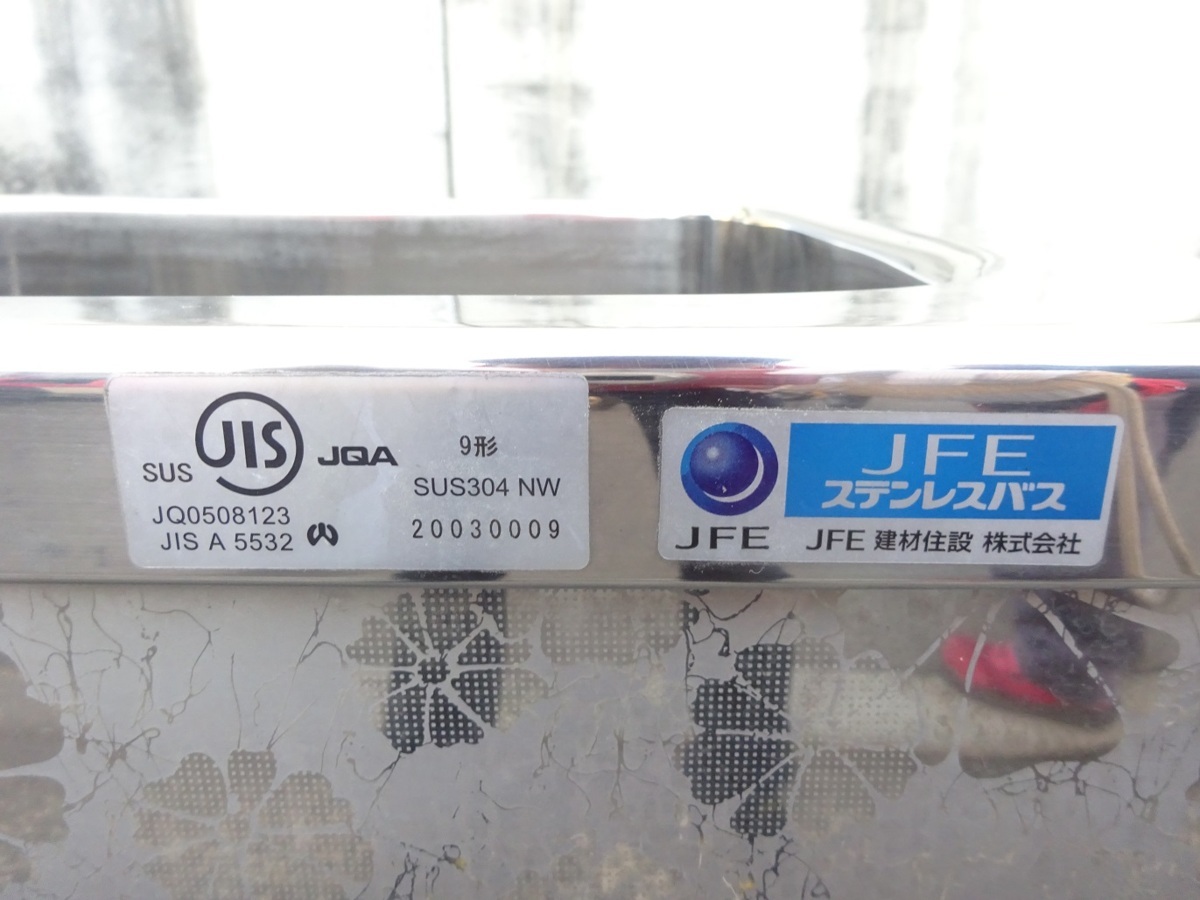 SUS JIS JQA
JQ0508123
JIS A 5532
9形
SUS304 NW
20030009
JFE
JFE
ステンレスバス
JFE 建材住設 株式会社